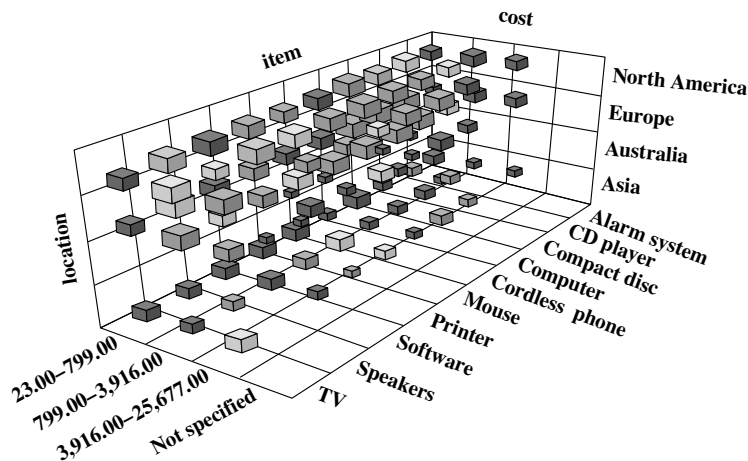 cost
item
location
North America
Europe
Australia
Asia
Alarm system
CD player
Compact disc
Computer
Cordless phone
Mouse
Printer
Software
Speakers
TV
23.00–799.00
799.00–3,916.00
3,916.00–25,677.00
Not specified